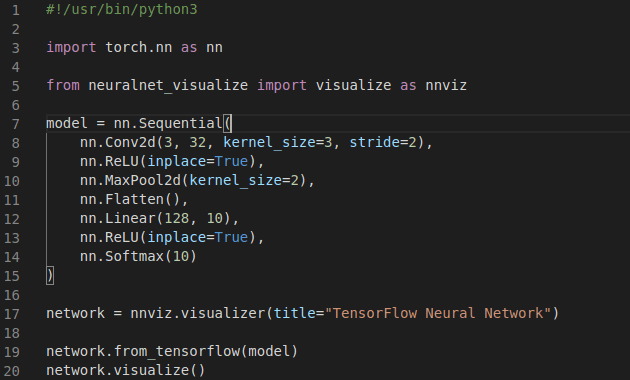 1 #!/usr/bin/python3
2
3 import torch.nn as nn
4
5 from neuralnet_visualize import visualize as nnviz
6
7 model = nn.Sequential(
8     nn.Conv2d(3, 32, kernel_size=3, stride=2),
9     nn.ReLU(inplace=True),
10     nn.MaxPool2d(kernel_size=2),
11     nn.Flatten(),
12     nn.Linear(128, 10),
13     nn.ReLU(inplace=True),
14     nn.Softmax(10)
15 )
16
17 network = nnviz.visualizer(title="TensorFlow Neural Network")
18
19 network.from_tensorflow(model)
20 network.visualize()